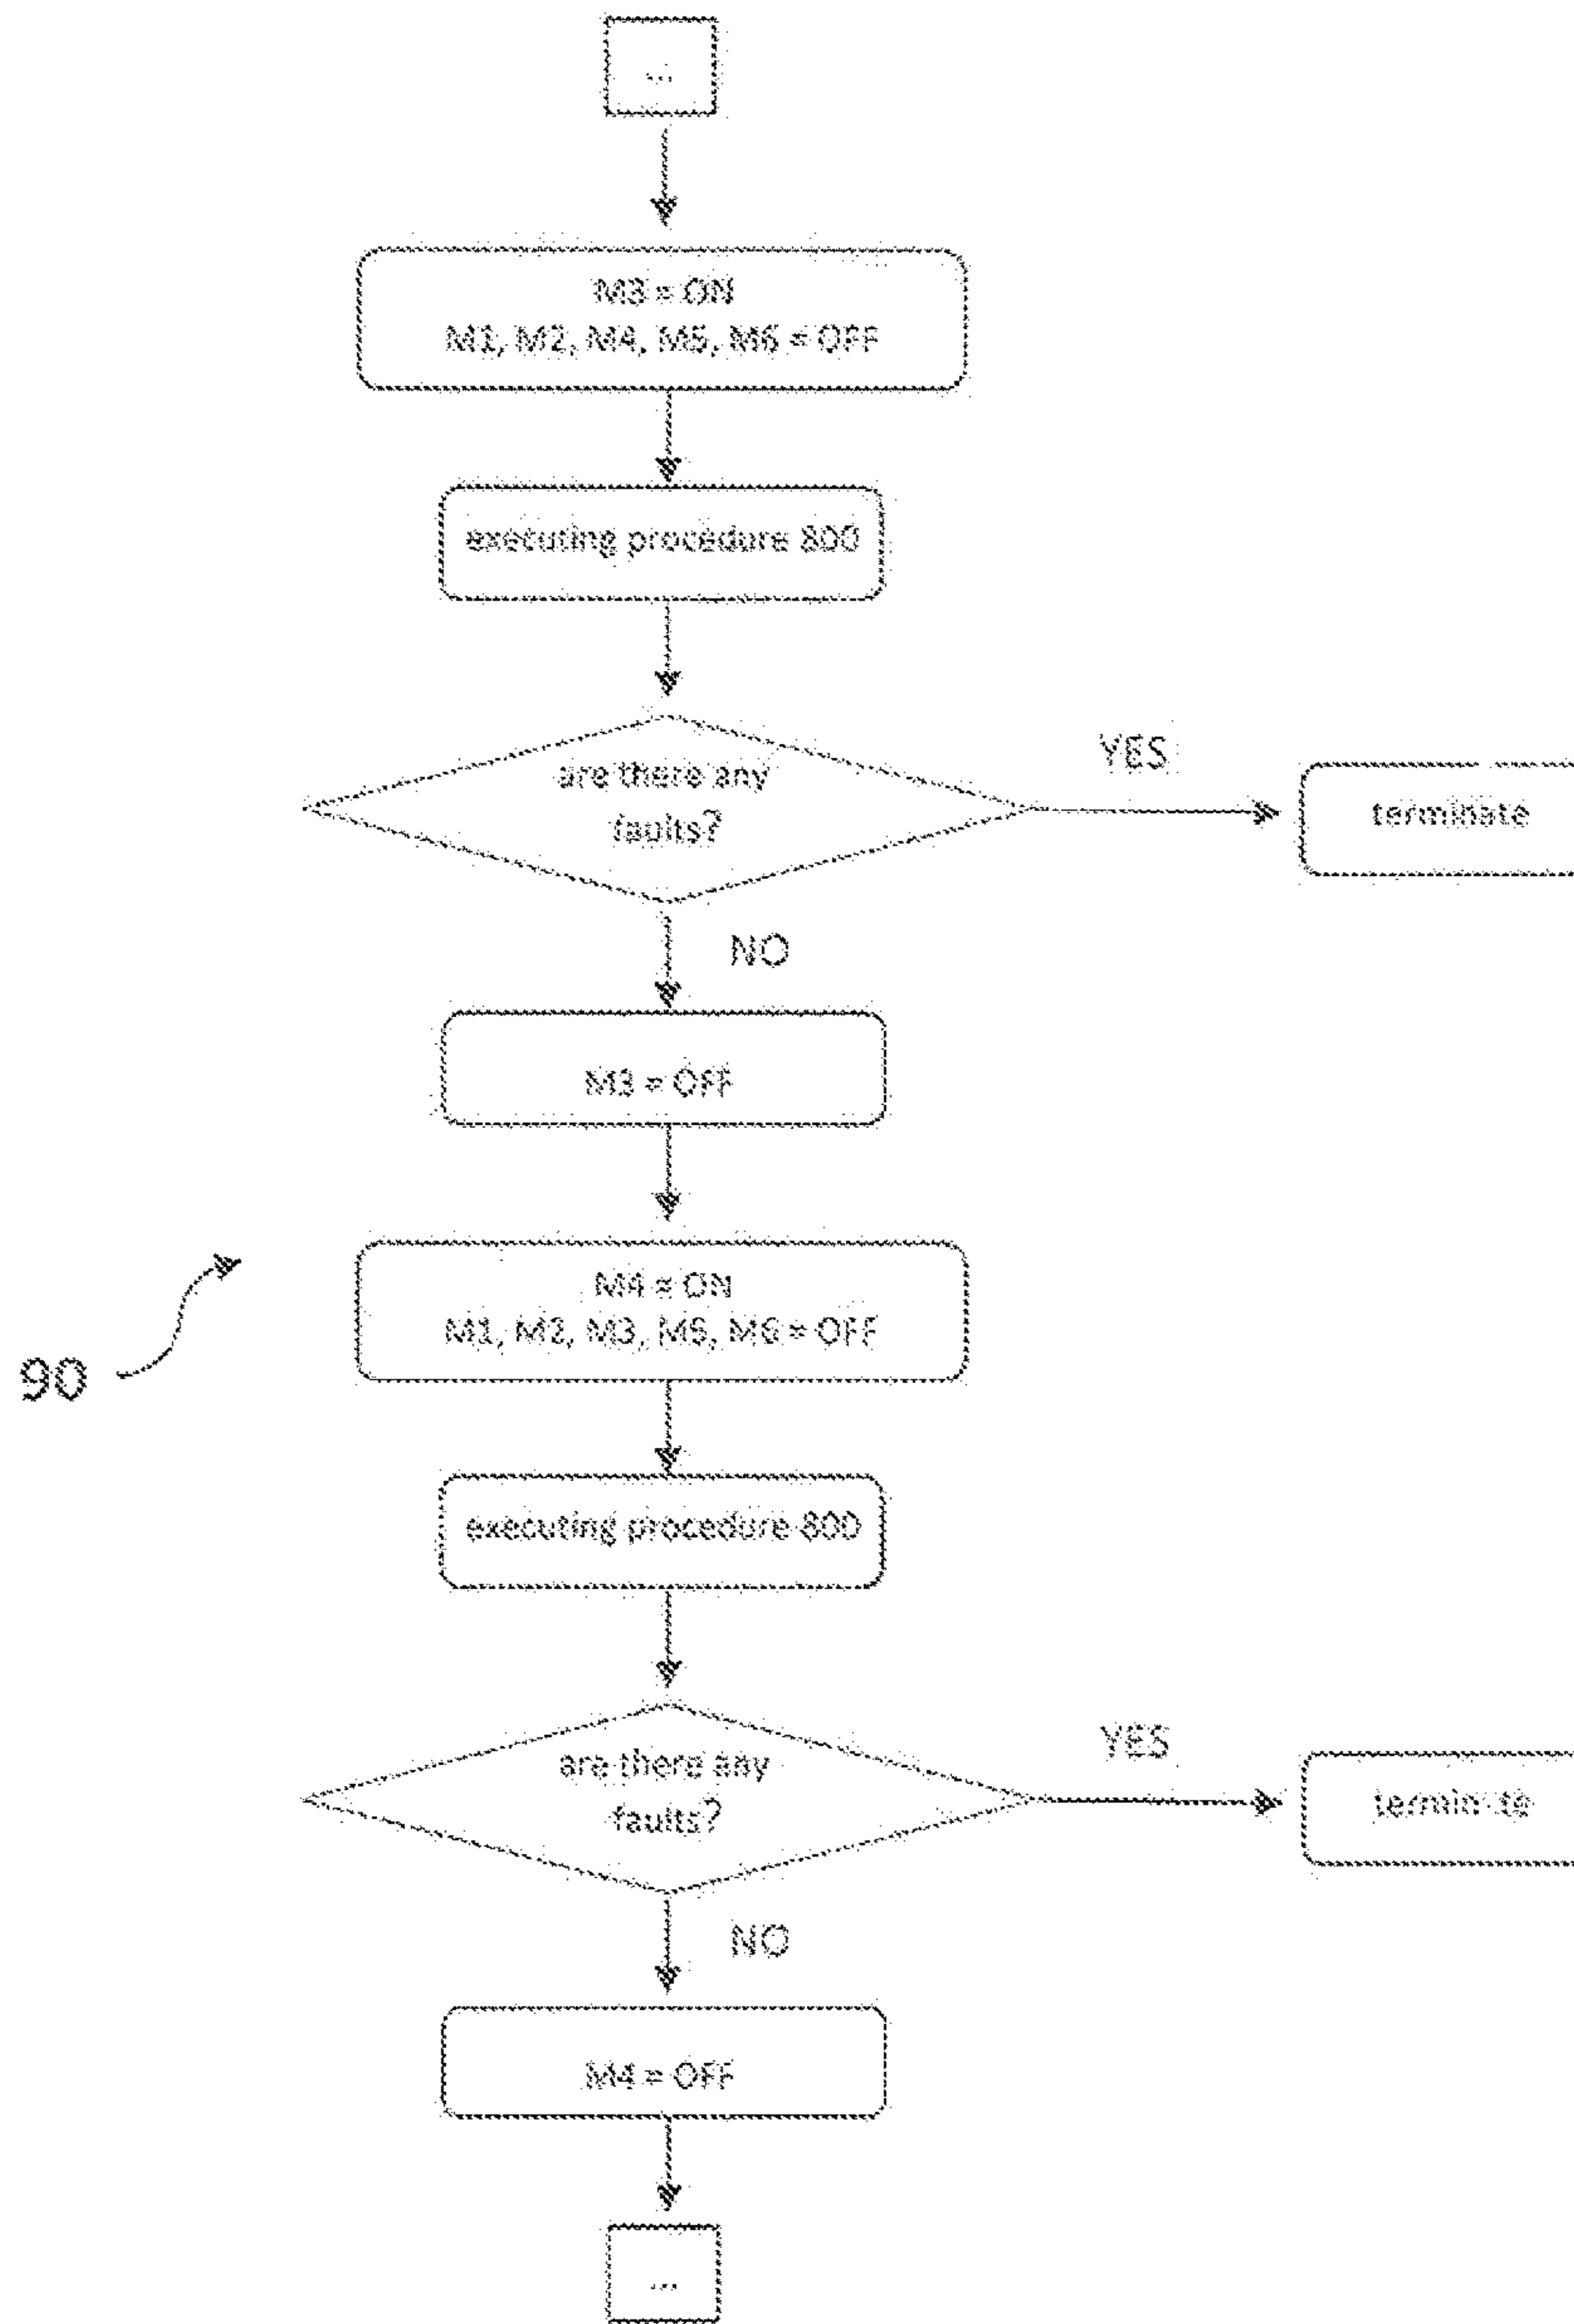 ...
M3 = ON
M1, M2, M4, M5, M6 = OFF
executing procedure 800
are there any
faults?
YES
terminate
NO
M3 = OFF
M4 = ON
M1, M2, M3, M5, M6 = OFF
90
executing procedure 800
are there any
faults?
YES
terminate
NO
M4 = OFF
...